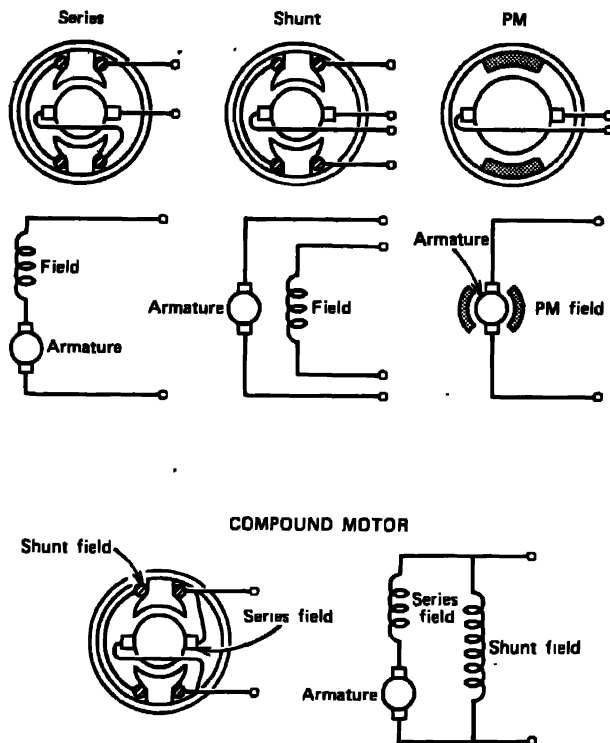 Series
Shunt
PM
Field
Armature
Armature
Field
Armature
PM field
COMPOUND MOTOR
Shunt field
Series field
Armature
Series
field
Shunt field